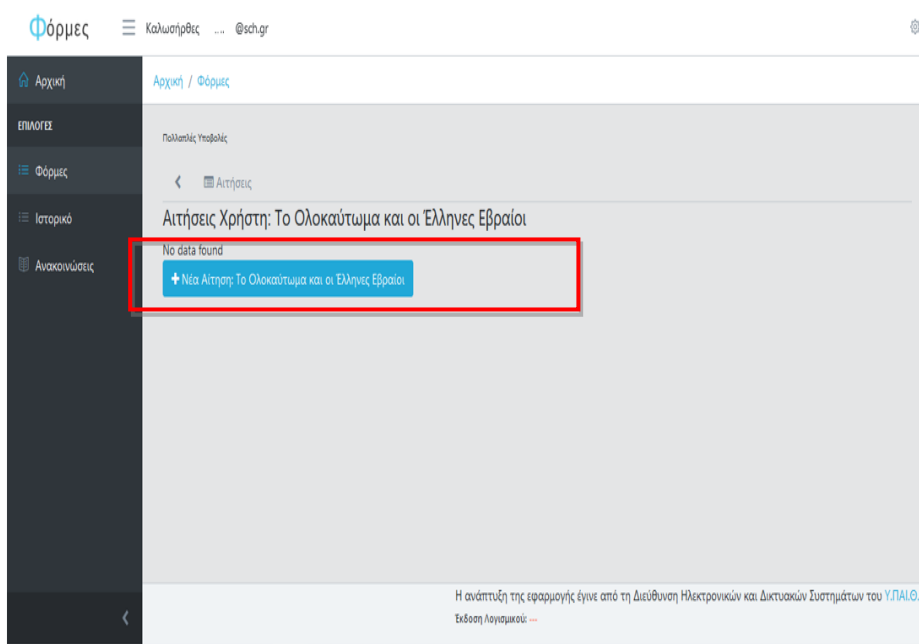 Φόρμες
Καλωσήρθες .... @sch.gr
Αρχική
Αρχική / Φόρμες
ΕΠΙΛΟΓΕΣ
Πολλαπλές Υποβολές
Φόρμες
Αιτήσεις
Ιστορικό
Αιτήσεις Χρήστη: Το Ολοκαύτωμα και οι Έλληνες Εβραίοι
No data found
Ανακοινώσεις
+ Νέα Αίτηση: Το Ολοκαύτωμα και οι Έλληνες Εβραίοι
Η ανάπτυξη της εφαρμογής έγινε από τη Διεύθυνση Ηλεκτρονικών και Δικτυακών Συστημάτων του Υ.ΠΑΙ.Θ.
Έκδοση Λογισμικού: ---